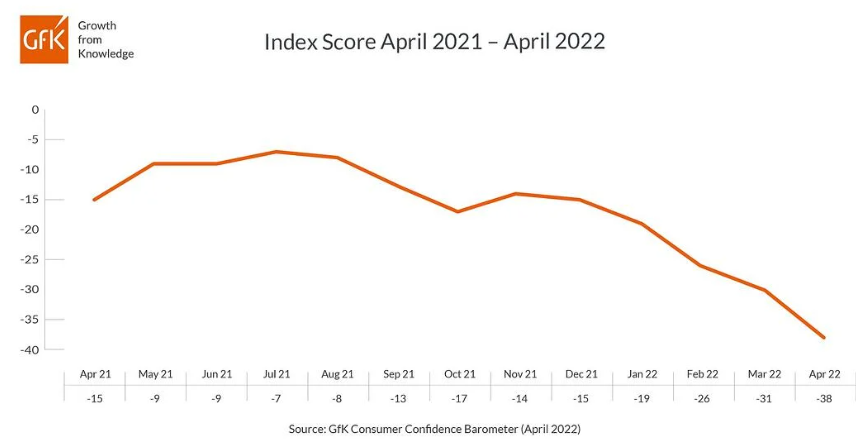 GfK
Growth
from
Knowledge
Index Score April 2021 – April 2022
0
-5
-10
-15
-20
-25
-30
-35
-40
Apr 21 May 21 Jun 21 Jul 21 Aug 21 Sep 21 Oct 21 Nov 21 Dec 21 Jan 22 Feb 22 Mar 22 Apr 22
-15 -9 -9 -7 -8 -13 -17 -14 -15 -19 -26 -31 -38
Source: GfK Consumer Confidence Barometer (April 2022)